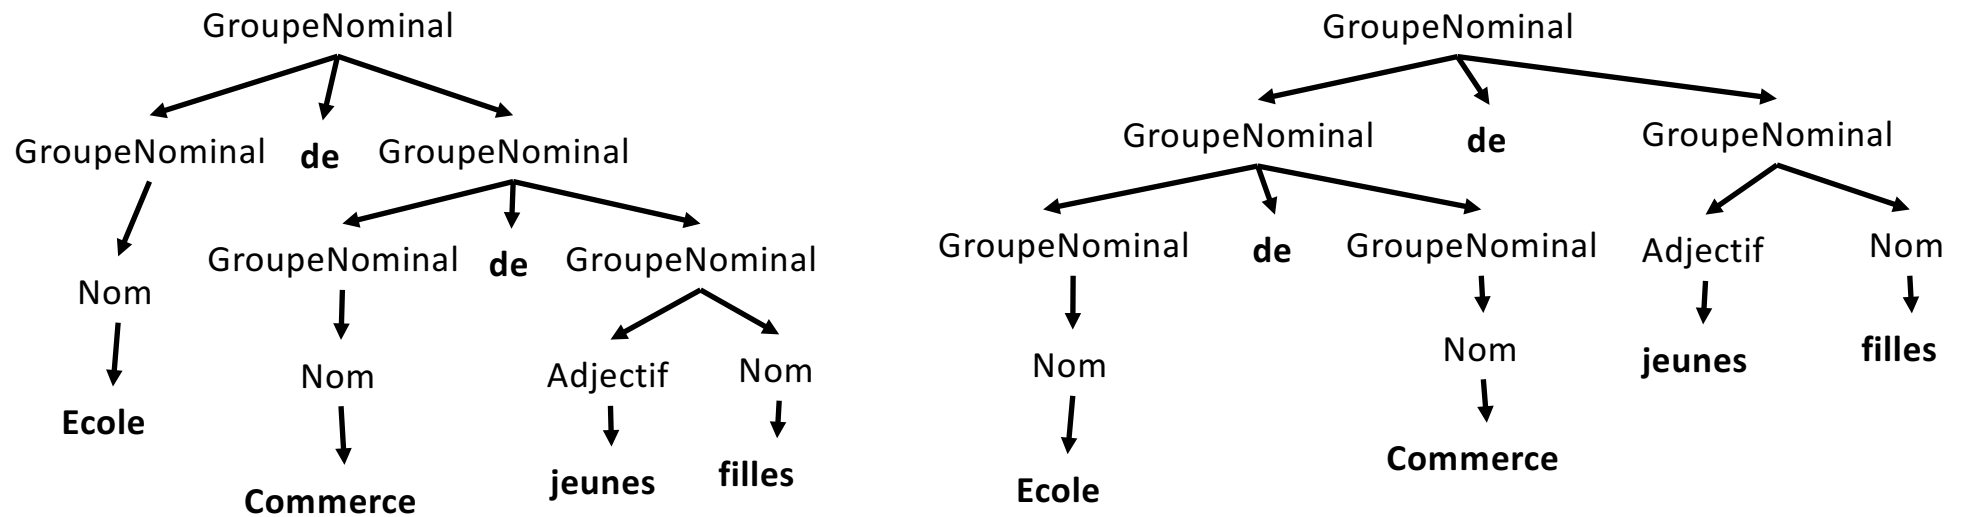 GroupeNominal
GroupeNominal de GroupeNominal
GroupeNominal de GroupeNominal
Nom
Nom Adjectif Nom
Ecole
jeunes filles
Commerce
GroupeNominal
GroupeNominal de GroupeNominal
GroupeNominal de GroupeNominal Adjectif Nom
Nom Nom jeunes filles
Commerce
Ecole